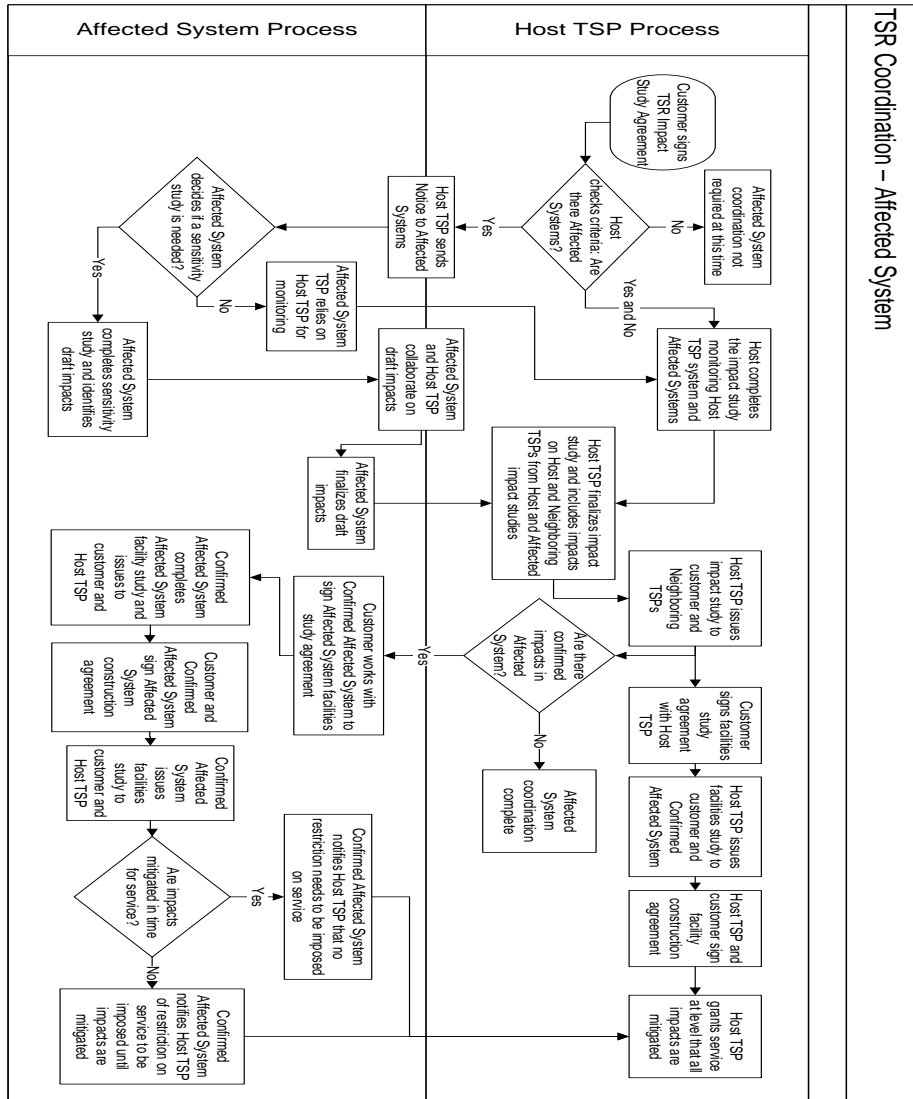 TSR Coordination – Affected System
Host TSP Process
Affected System Process
Customer signs
TSR Impact
Study Agreement
Affected System
coordination not
required at this time
Host
checks criteria: Are
there Affected
Systems?
No
Yes
Yes and No
Host TSP sends
Notice to Affected
Systems
Affected System
decides if a sensitivity
study is needed?
No
Yes
Affected System
TSP relies on
Host TSP for
monitoring
Affected System
completes sensitivity
study and identifies
draft impacts
Host completes
the impact study
monitoring Host
TSP system and
Affected Systems
Affected System
and Host TSP
collaborate on
draft impacts
Affected System
finalizes draft
impacts
Host TSP finalizes impact
study and includes impacts
on Host and Neighboring
TSPs from Host and Affected
impact studies
Host TSP issues
impact study to
customer and
Neighboring
TSPs
Are there
confirmed
impacts in
Affected
System?
Yes
No
Affected
System
coordination
complete
Customer works with
Confirmed Affected System to
sign Affected System facilities
study agreement
Confirmed
Affected System
completes
Affected System
facility study and
issues to
customer and
Host TSP
Customer and
Confirmed
Affected System
sign Affected
System
construction
agreement
Confirmed
Affected
System
issues
facilities
study to
customer and
Host TSP
Are impacts
mitigated in time
for service?
Yes
No
Confirmed Affected System
notifies Host TSP that no
restriction needs to be imposed
on service
Confirmed
Affected System
notifies Host TSP
of restriction on
service to be
imposed until
impacts are
mitigated
Customer
signs facilities
study
agreement
with Host
TSP
Host TSP issues
facilities study to
customer and
Confirmed
Affected System
Host TSP and
customer sign
facility
construction
agreement
Host TSP
grants service
at level that all
impacts are
mitigated